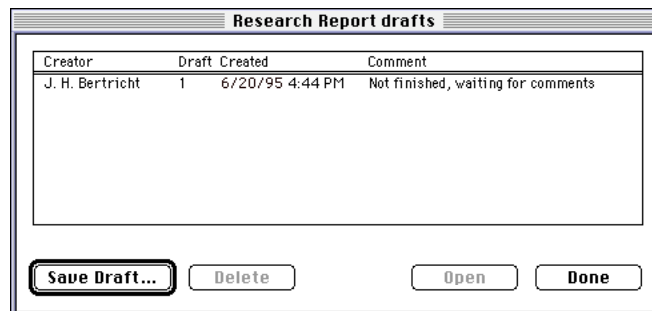 Research Report drafts
Creator Draft Created Comment
J. H. Bertricht 1 6/20/95 4:44 PM Not finished, waiting for comments
Save Draft... Delete Open Done